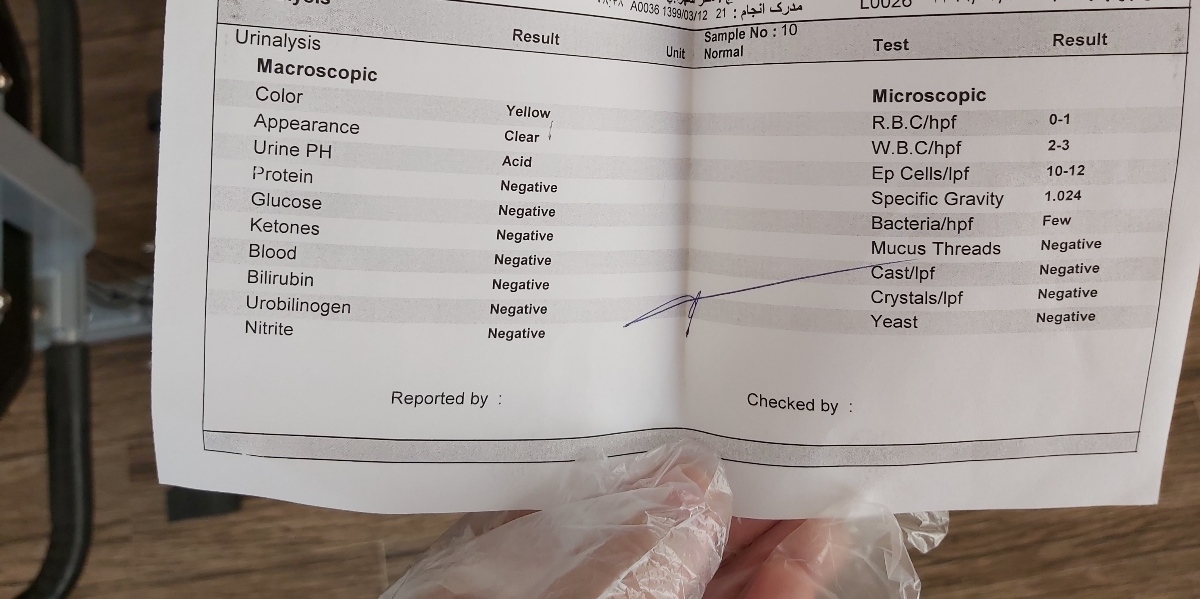 A0036 1399/03/12 21 : مدرک انجام
Urinalysis Result Unit Sample No : 10
Normal Test Result
Macroscopic Microscopic
Color Yellow R.B.C/hpf 0-1
Appearance Clear W.B.C/hpf 2-3
Urine PH Acid Ep Cells/lpf 10-12
Protein Negative Specific Gravity 1.024
Glucose Negative Bacteria/hpf Few
Ketones Negative Mucus Threads Negative
Blood Negative Cast/lpf Negative
Bilirubin Negative Crystals/lpf Negative
Urobilinogen Negative Yeast Negative
Nitrite Negative
Reported by : Checked by :